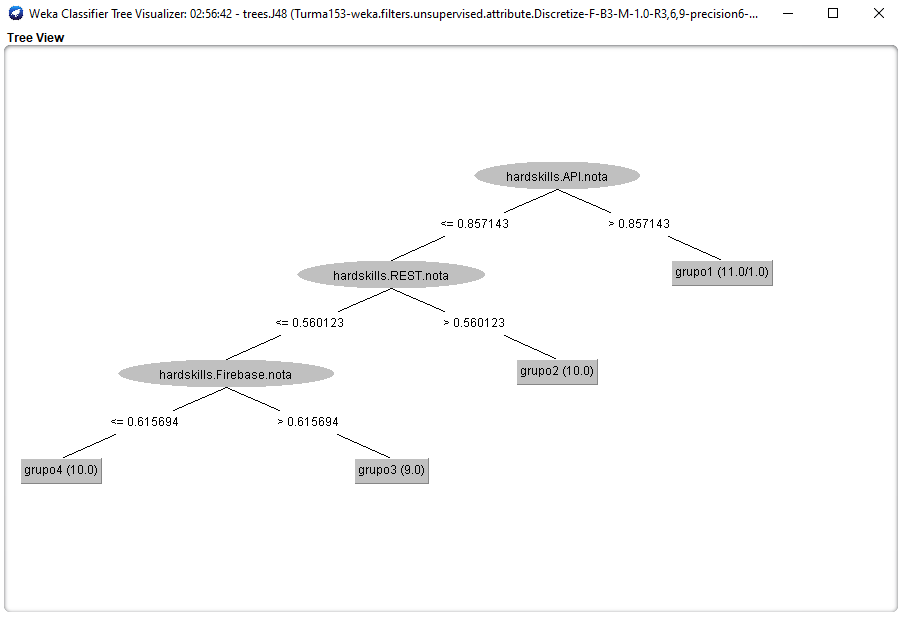 Weka Classifier Tree Visualizer: 02:56:42 - trees.J48 (Turma153-weka.filters.unsupervised.attribute.Discretize-F-B3-M-1.0-R3,6,9-precision6-...
Tree View
hardskills.API.nota
<= 0.857143
> 0.857143
hardskills.REST.nota
grupo1 (11.0/1.0)
<= 0.560123
> 0.560123
hardskills.Firebase.nota
grupo2 (10.0)
<= 0.615694
> 0.615694
grupo4 (10.0)
grupo3 (9.0)